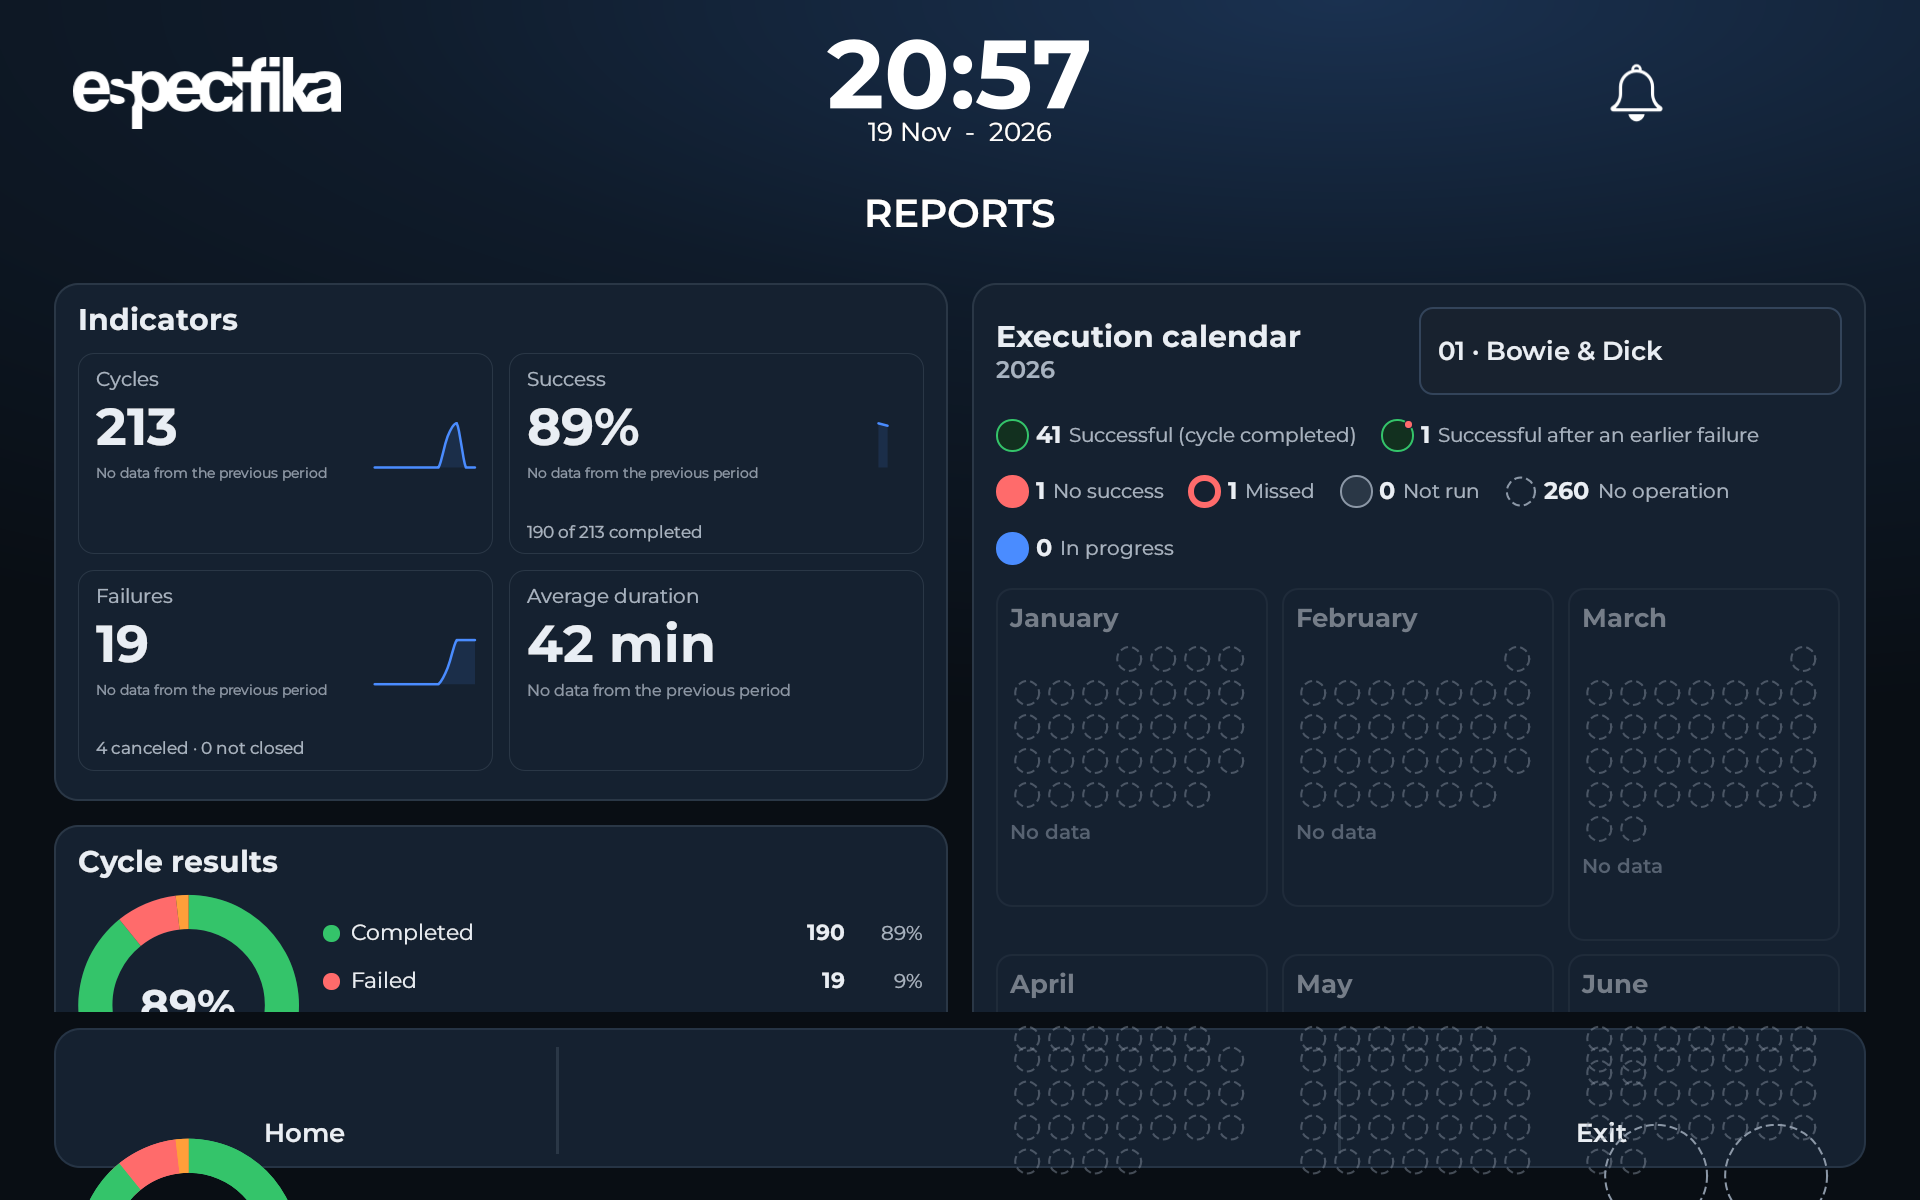 especifika
20:57
19 Nov - 2026
REPORTS
Indicators
Cycles
213
No data from the previous period
Success
89%
No data from the previous period
190 of 213 completed
Failures
19
No data from the previous period
4 canceled · 0 not closed
Average duration
42 min
No data from the previous period
Cycle results
89%
Completed 190 89%
Failed 19 9%
Execution calendar
2026
01 · Bowie & Dick
41 Successful (cycle completed)
1 Successful after an earlier failure
1 No success
1 Missed
0 Not run
260 No operation
0 In progress
January
No data
February
No data
March
No data
April
May
June
Home
Exit